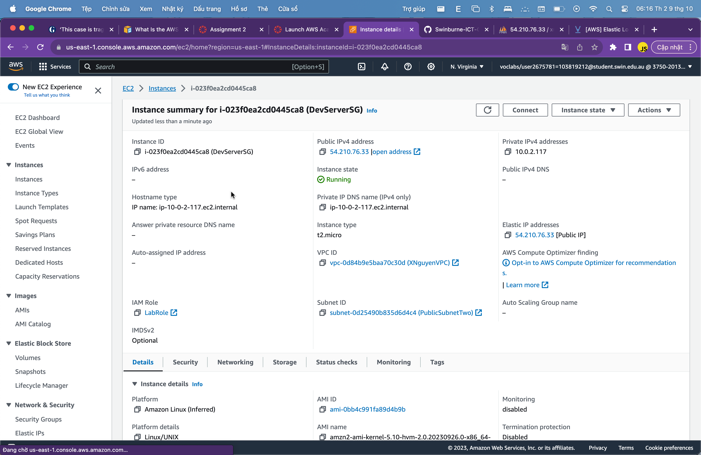 Google Chrome Tệp Chỉnh sửa Xem Nhật ký Dấu trang Hồ sơ Thẻ Cửa sổ Trợ giúp 06:16 Th 2 9 thg 10
"This case is trag What Is the AWS Assignment 2 Launch AWS Aca Instance details Swinburne-ICT- 54.210.76.33 / x [AWS] Elastic Lo
us-east-1.console.aws.amazon.com/ec2/home?region=us-east-1#InstanceDetails:instanceId=i-023f0ea2cd0445ca8 Cập nhật
aws Services Search [Option+S] N. Virginia voclabs/user2675781=103819212@student.swin.edu.au @ 3750-2013...
New EC2 Experience
Tell us what you think
EC2 Dashboard
EC2 Global View
Events
Instances
Instances
Instance Types
Launch Templates
Spot Requests
Savings Plans
Reserved Instances
Dedicated Hosts
Capacity Reservations
Images
AMIs
AMI Catalog
Elastic Block Store
Volumes
Snapshots
Lifecycle Manager
Network & Security
Security Groups
Elastic IPs
EC2 > Instances > i-023f0ea2cd0445ca8
Instance summary for i-023f0ea2cd0445ca8 (DevServerSG) Info
Updated less than a minute ago
Connect Instance state Actions
Instance ID
i-023f0ea2cd0445ca8 (DevServerSG)
Public IPv4 address
54.210.76.33 |open address
Private IPv4 addresses
10.0.2.117
IPv6 address
–
Instance state
Running
Public IPv4 DNS
–
Hostname type
IP name: ip-10-0-2-117.ec2.internal
Private IP DNS name (IPv4 only)
ip-10-0-2-117.ec2.internal
Answer private resource DNS name
–
Instance type
t2.micro
Elastic IP addresses
54.210.76.33 [Public IP]
Auto-assigned IP address
–
VPC ID
vpc-0d84b9e5baa70c30d (XNguyenVPC)
AWS Compute Optimizer finding
Opt-in to AWS Compute Optimizer for recommendation
s.
| Learn more
IAM Role
LabRole
Subnet ID
subnet-0d25490b835d6d4c4 (PublicSubnetTwo)
Auto Scaling Group name
–
IMDSv2
Optional
Details Security Networking Storage Status checks Monitoring Tags
Instance details Info
Platform
Amazon Linux (Inferred)
AMI ID
ami-0bb4c991fa89d4b9b
Monitoring
disabled
Platform details
Linux/UNIX
AMI name
amzn2-ami-kernel-5.10-hvm-2.0.20230926.0-x86_64-
Termination protection
Disabled
Đang chờ us-east-1.console.aws.amazon.com...
© 2023, Amazon Web Services, Inc. or its affiliates. Privacy Terms Cookie preferences